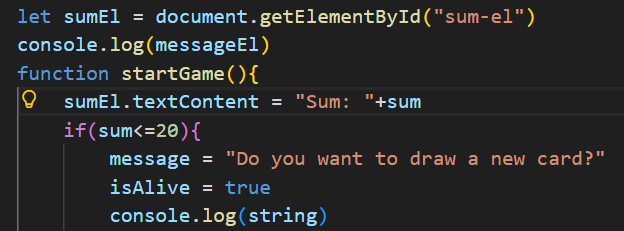 let sumEl = document.getElementById("sum-el")
console.log(messageEl)
function startGame(){
sumEl.textContent = "Sum: "+sum
if(sum<=20){
message = "Do you want to draw a new card?"
isAlive = true
console.log(string)